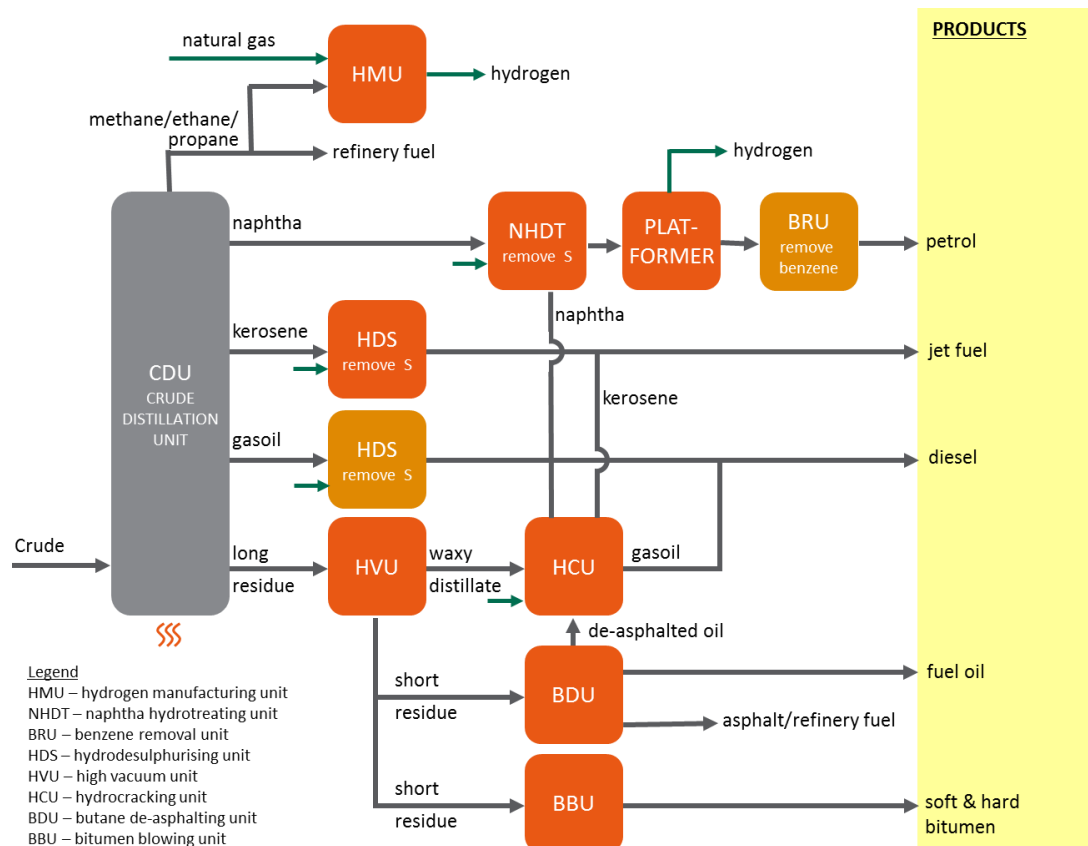 PRODUCTS
natural gas
HMU
hydrogen
methane/ethane/
propane
refinery fuel
hydrogen
naphtha
NHDT
remove S
PLAT-
FORMER
BRU
remove
benzene
petrol
naphtha
kerosene
HDS
remove S
jet fuel
CDU
CRUDE
DISTILLATION
UNIT
kerosene
gasoil
HDS
remove S
diesel
Crude
long
residue
HVU
waxy
distillate
HCU
gasoil
de-asphalted oil
short
residue
BDU
fuel oil
asphalt/refinery fuel
short
residue
BBU
soft & hard
bitumen
Legend
HMU – hydrogen manufacturing unit
NHDT – naphtha hydrotreating unit
BRU – benzene removal unit
HDS – hydrodesulphurising unit
HVU – high vacuum unit
HCU – hydrocracking unit
BDU – butane de-asphalting unit
BBU – bitumen blowing unit